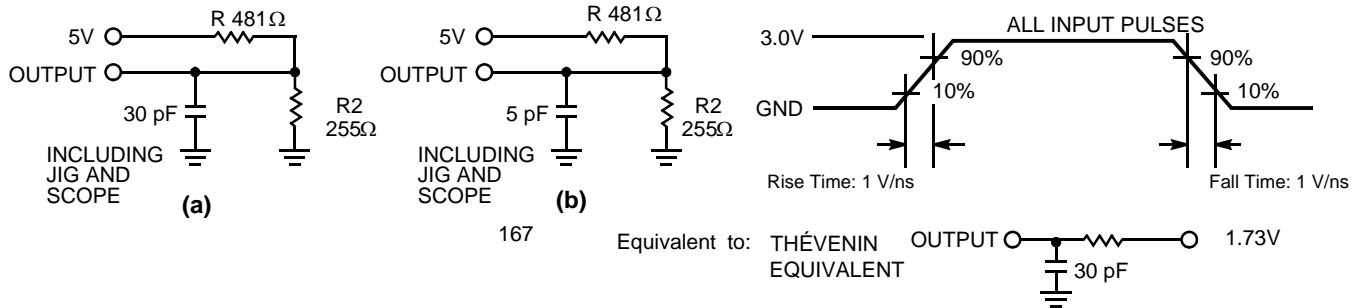 R 481Ω
5V
OUTPUT
30 pF
R2
255Ω
INCLUDING
JIG AND
SCOPE
(a)
R 481Ω
5V
OUTPUT
5 pF
R2
255Ω
INCLUDING
JIG AND
SCOPE
(b)
167
ALL INPUT PULSES
3.0V
90%
10%
GND
90%
10%
Rise Time: 1 V/ns
Fall Time: 1 V/ns
Equivalent to: THÉVENIN
EQUIVALENT
OUTPUT
1.73V
30 pF